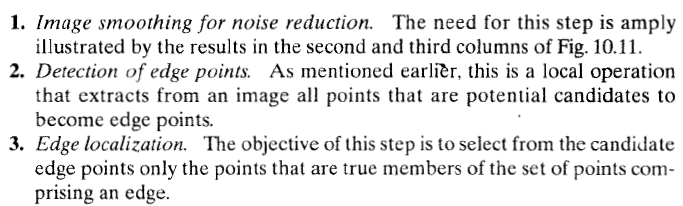 1. Image smoothing for noise reduction. The need for this step is amply
illustrated by the results in the second and third columns of Fig. 10.11.
2. Detection of edge points. As mentioned earlier, this is a local operation
that extracts from an image all points that are potential candidates to
become edge points.
3. Edge localization. The objective of this step is to select from the candidate
edge points only the points that are true members of the set of points com-
prising an edge.